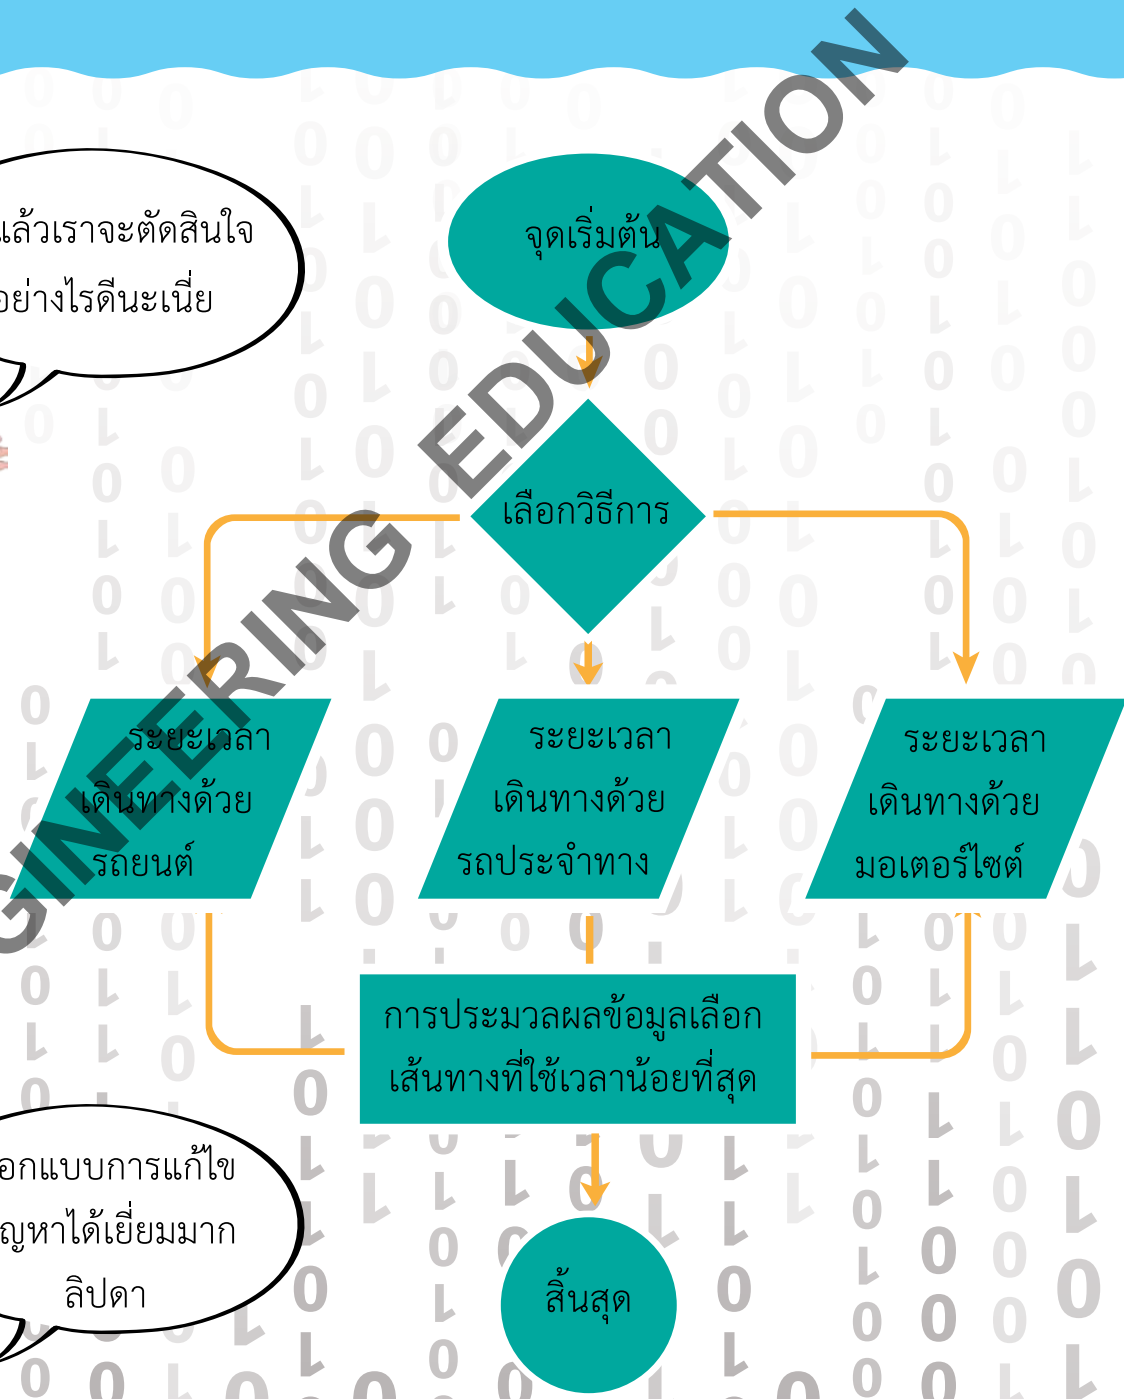 แล้วเราจะตัดสินใจ
อย่างไรดีนะเนี่ย
จุดเริ่มต้น
เลือกวิธีการ
ระยะเวลา
เดินทางด้วย
รถยนต์
ระยะเวลา
เดินทางด้วย
รถประจำทาง
ระยะเวลา
เดินทางด้วย
มอเตอร์ไซต์
การประมวลผลข้อมูลเลือก
เส้นทางที่ใช้เวลาน้อยที่สุด
อกแบบการแก้ไข
ญหาได้เยี่ยมมาก
ลิปดา
สิ้นสุด
GINEERING EDUCATION